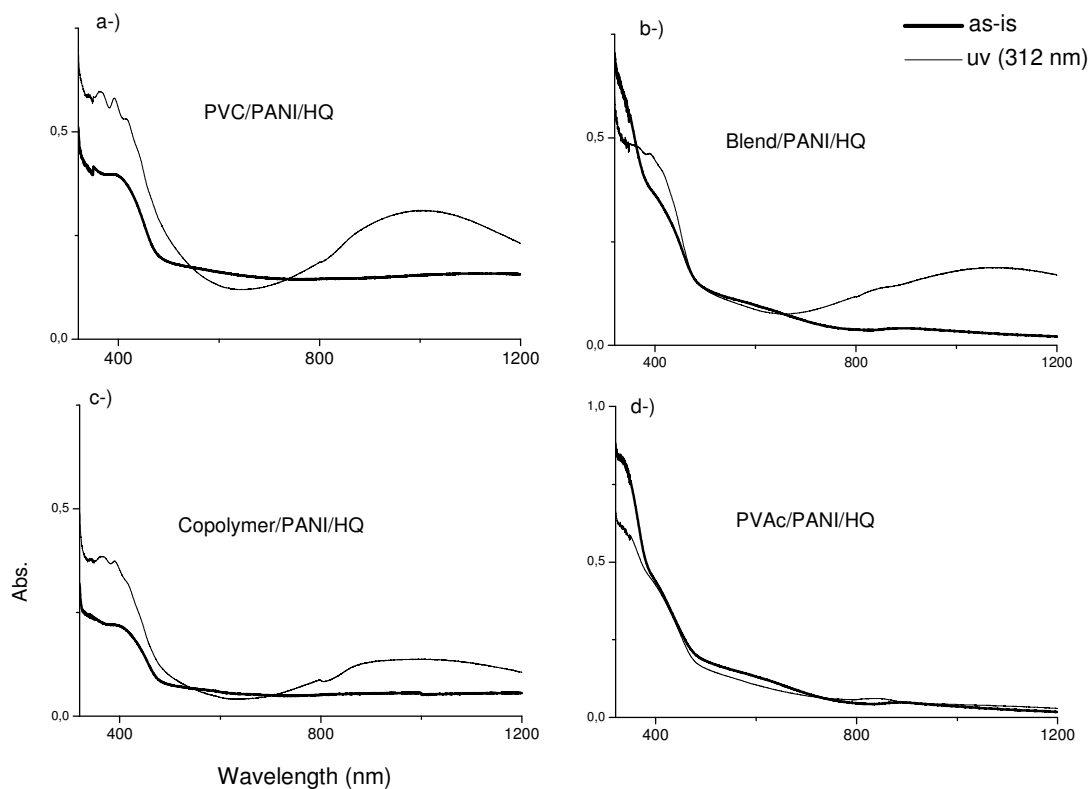 a-)
PVC/PANI/HQ
0,5
0,0
400
800
1200
b-)
as-is
uv (312 nm)
Blend/PANI/HQ
0,5
0,0
400
800
1200
c-)
Copolymer/PANI/HQ
0,5
0,0
400
800
1200
d-)
1,0
PVAc/PANI/HQ
0,5
0,0
400
800
1200
Abs.
Wavelength (nm)